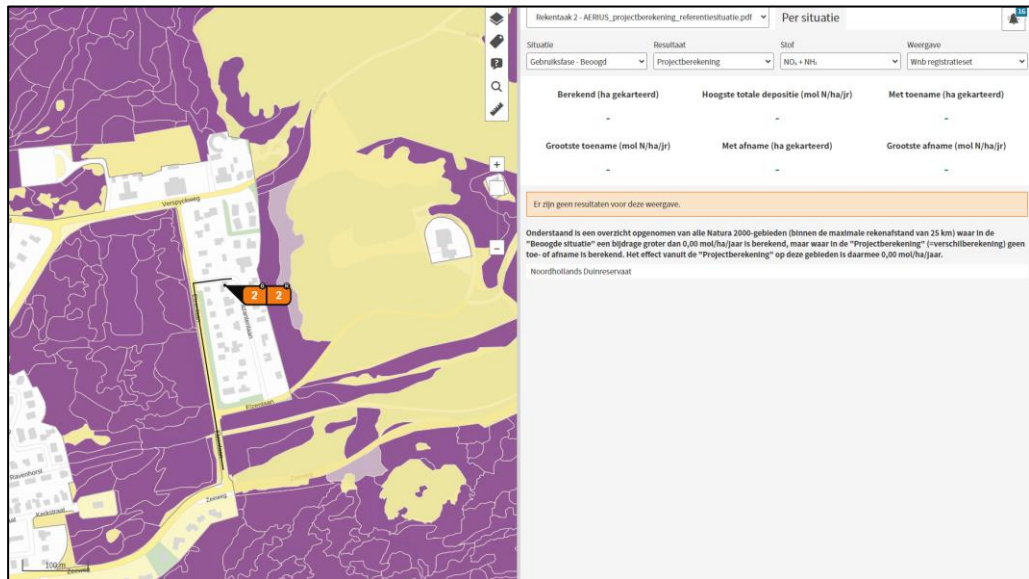 Rekentaak 2 - AERIUS_projectberekening_referentiesituatie.pdf
Per situatie
16
Situatie
Resultaat
Stof
Weergave
Gebruiksfase - Beoogd
Projectberekening
NOₓ + NH₃
Wnb registratieset
Berekend (ha gekarteerd)
Hoogste totale depositie (mol N/ha/jr)
Met toename (ha gekarteerd)
-
-
-
Grootste toename (mol N/ha/jr)
Met afname (ha gekarteerd)
Grootste afname (mol N/ha/jr)
-
-
-
Er zijn geen resultaten voor deze weergave.
Onderstaand is een overzicht opgenomen van alle Natura 2000-gebieden (binnen de maximale rekenafstand van 25 km) waar in de
"Beoogde situatie" een bijdrage groter dan 0,00 mol/ha/jaar is berekend, maar waar in de "Projectberekening" (=verschilberekening) geen
toe- of afname is berekend. Het effect vanuit de "Projectberekening" op deze gebieden is daarmee 0,00 mol/ha/jaar.
Noordhollands Duinreservaat
Verspyckweg
2
2
Elzenlaan
Ravenhorst
Kerkstraat
Zeeweg
100 m
Zeeweg